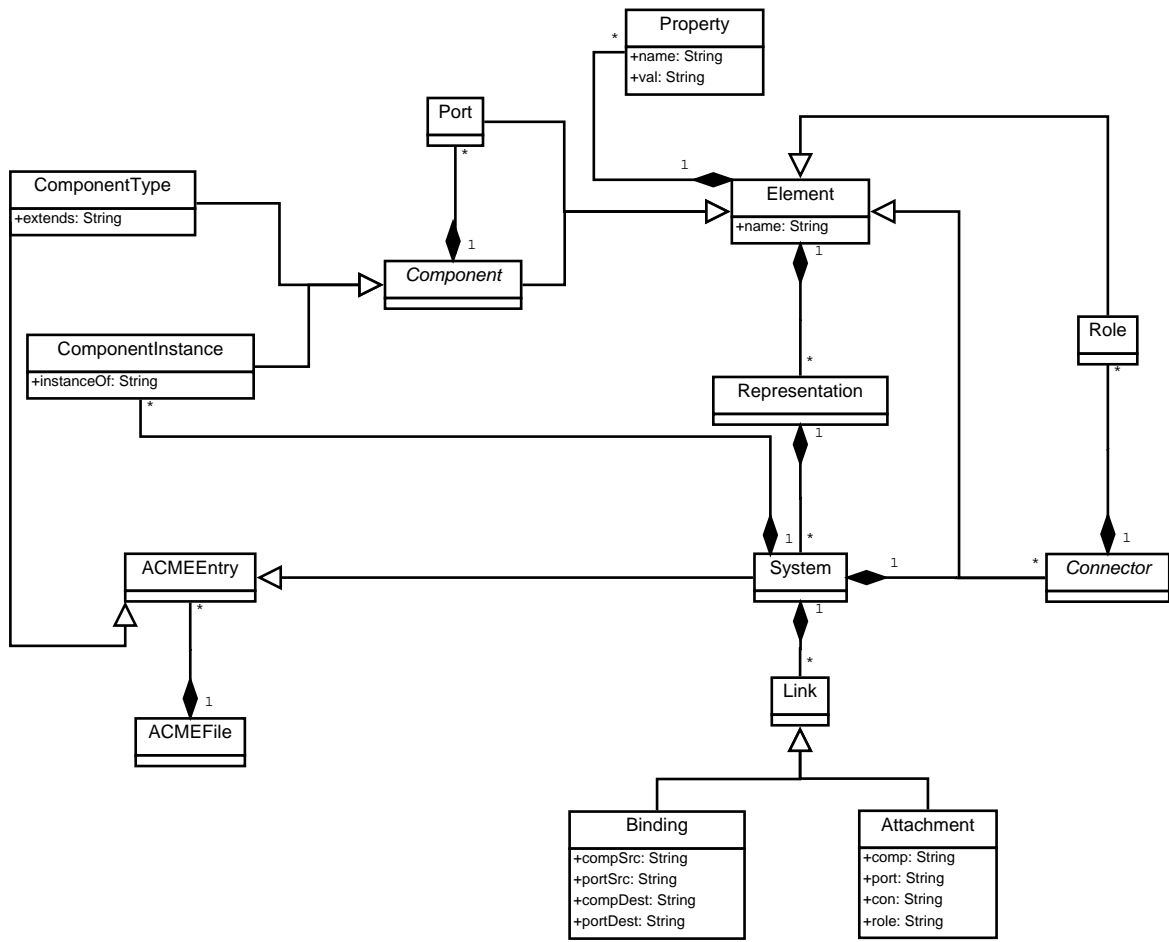 Property
*
+name: String
+val: String
Port
*
1
ComponentType
+extends: String
1
Element
+name: String
1
Component
Role
*
ComponentInstance
+instanceOf: String
*
*
Representation
1
1
*
1
ACMEEntry
*
System
1
1
*
Connector
*
Link
1
ACMEFile
Binding
+compSrc: String
+portSrc: String
+compDest: String
+portDest: String
Attachment
+comp: String
+port: String
+con: String
+role: String